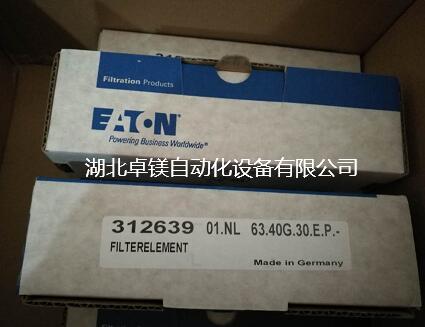 Filtration Products
EATON
Powering Business Worldwide®
湖北卓镁自动化设备有限公司
312639 01.NL 63.40G.30.E.P.-
FILTERELEMENT
Made in Germany